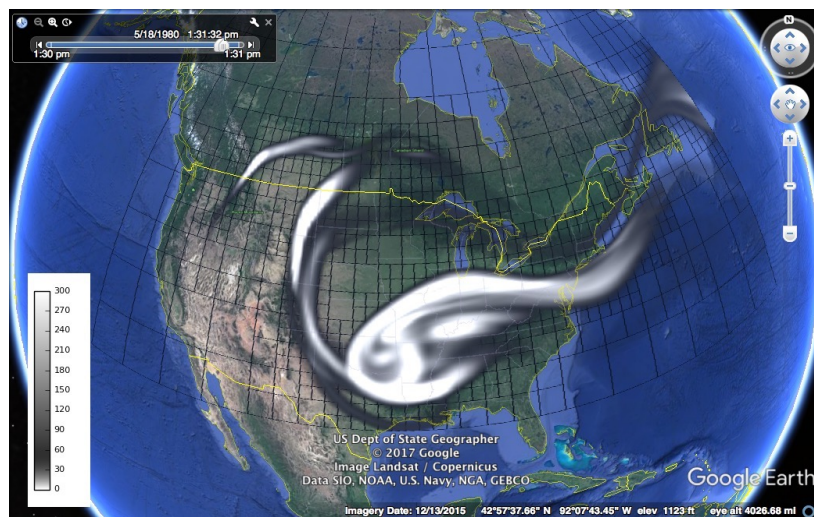 5/18/1980 1:31:32 pm
1:30 pm 1:31 pm
N
300
270
240
210
180
150
120
90
60
30
0
US Dept of State Geographer
© 2017 Google
Image Landsat / Copernicus
Data SIO, NOAA, U.S. Navy, NGA, GEBCO
Google Earth
Imagery Date: 12/13/2015 42°57'37.66" N 92°07'43.45" W elev 1123 ft eye alt 4026.68 mi